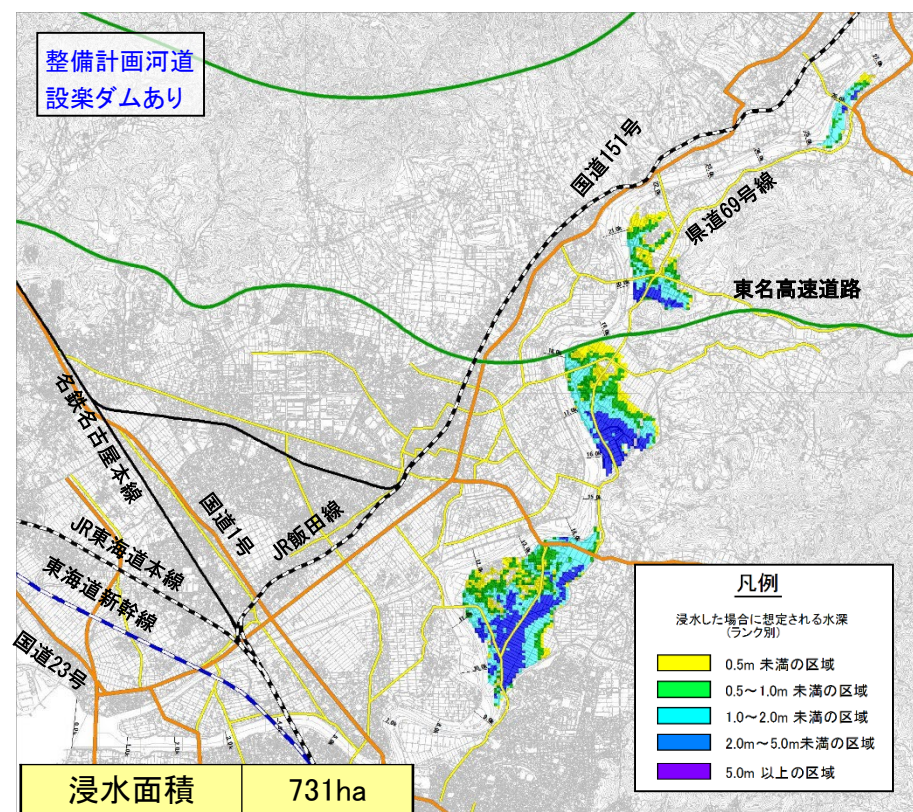 整備計画河道
設楽ダムあり
国道151号
県道69号線
東名高速道路
名鉄名古屋本線
国道1号
JR飯田線
JR東海道本線
東海道新幹線
国道23号
凡例
浸水した場合に想定される水深
(ランク別)
0.5m 未満の区域
0.5～1.0m 未満の区域
1.0～2.0m 未満の区域
2.0m～5.0m未満の区域
5.0m 以上の区域
浸水面積 731ha